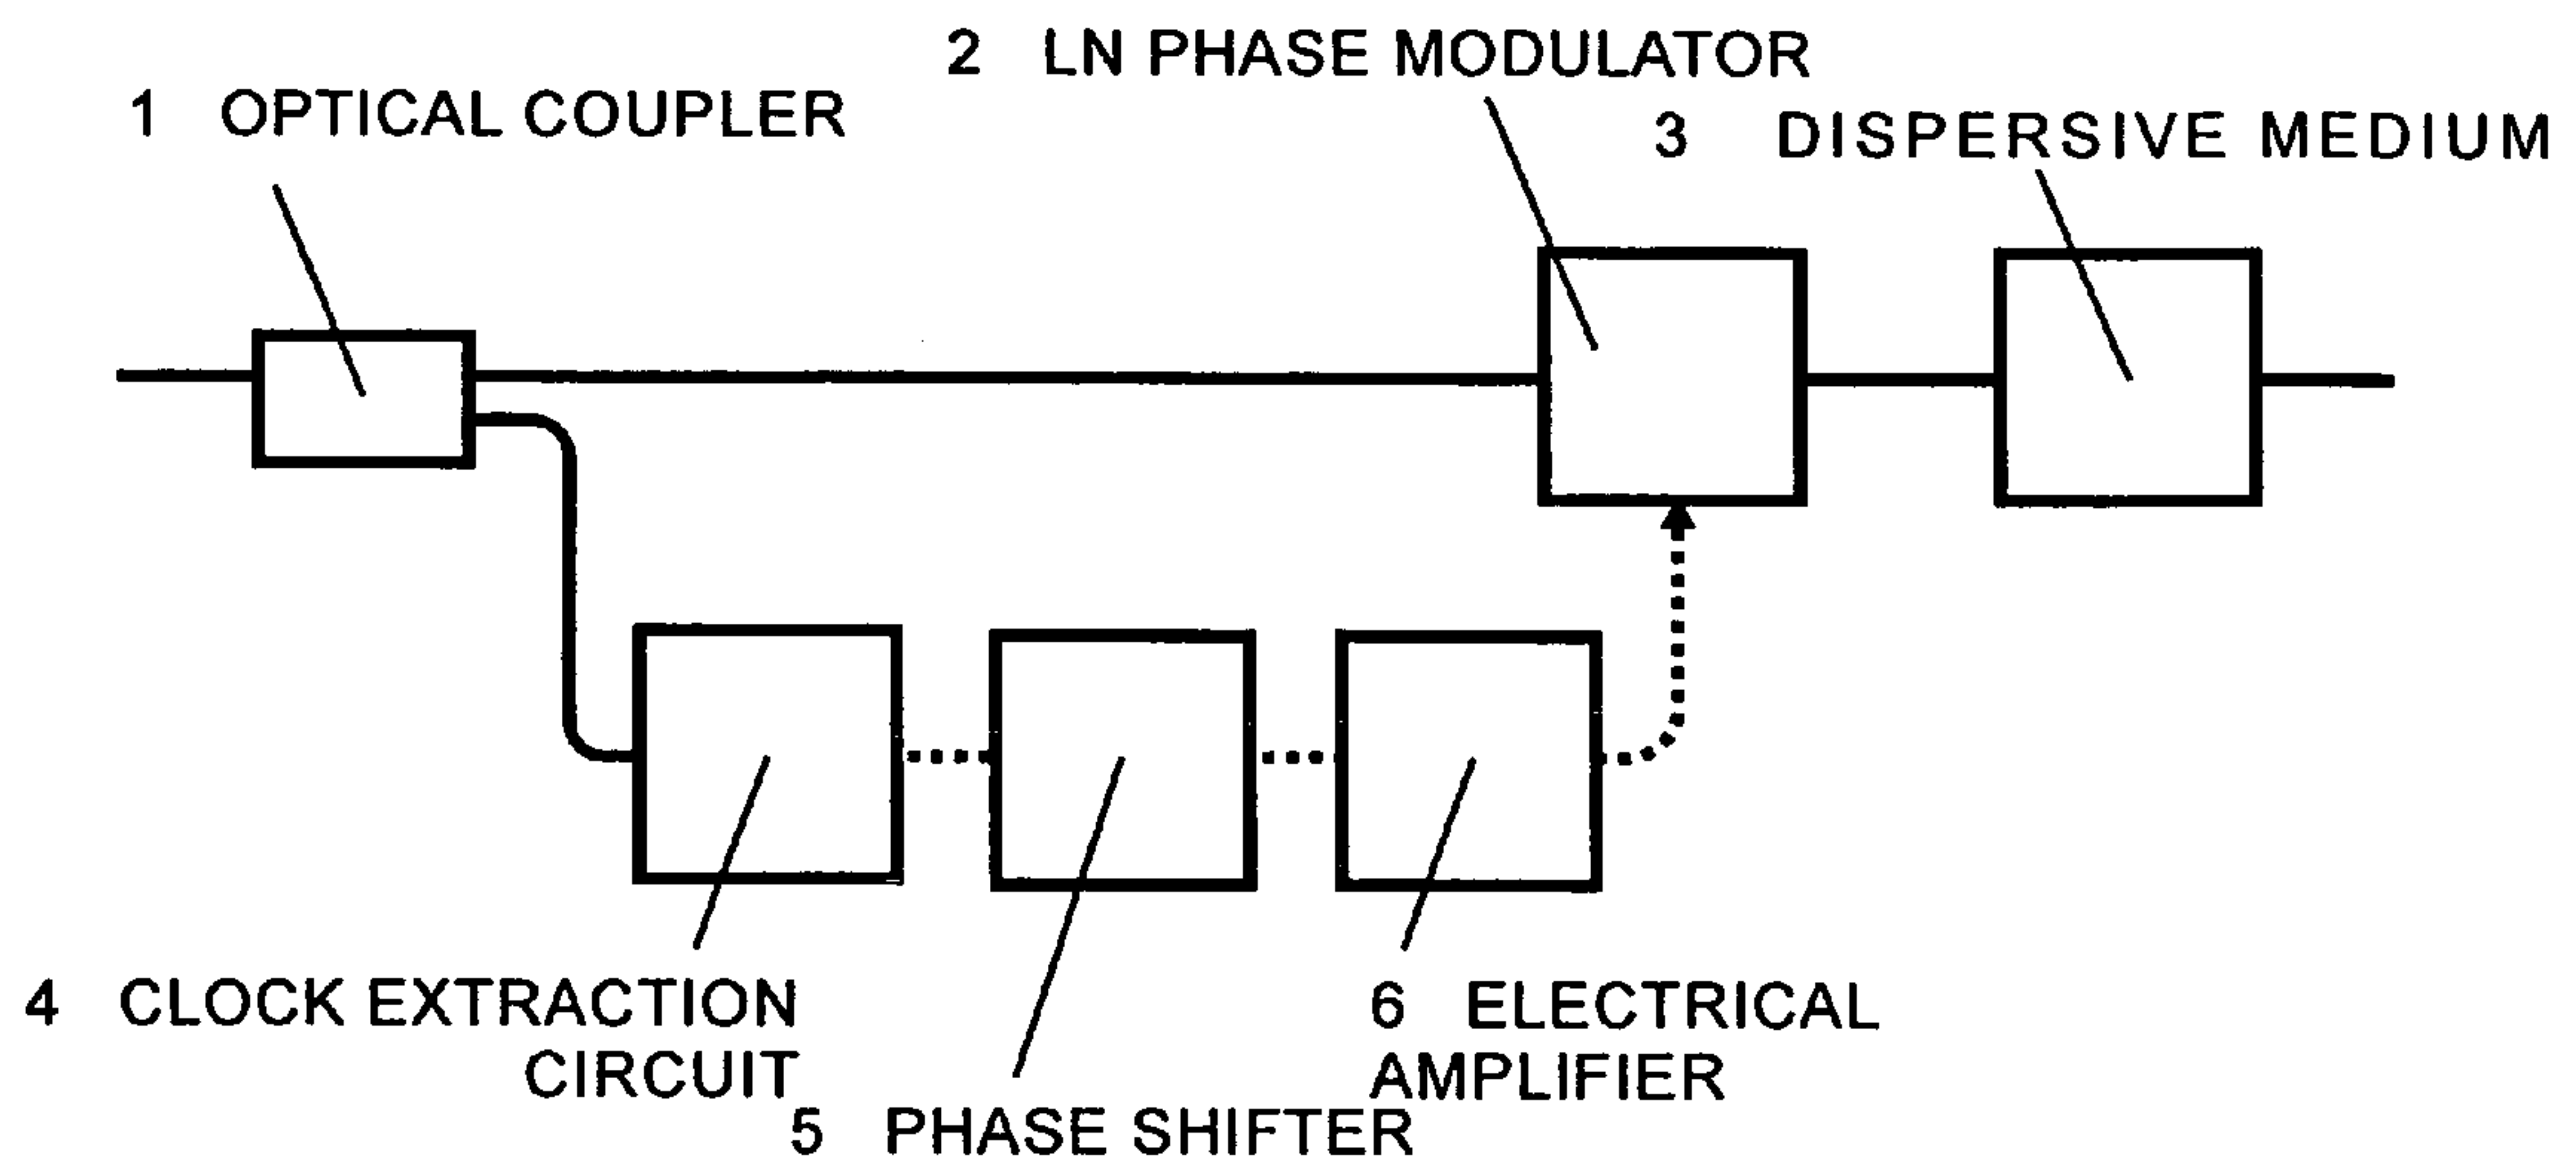 2 LN PHASE MODULATOR
1 OPTICAL COUPLER
3 DISPERSIVE MEDIUM
4 CLOCK EXTRACTION
CIRCUIT
6 ELECTRICAL
AMPLIFIER
5 PHASE SHIFTER